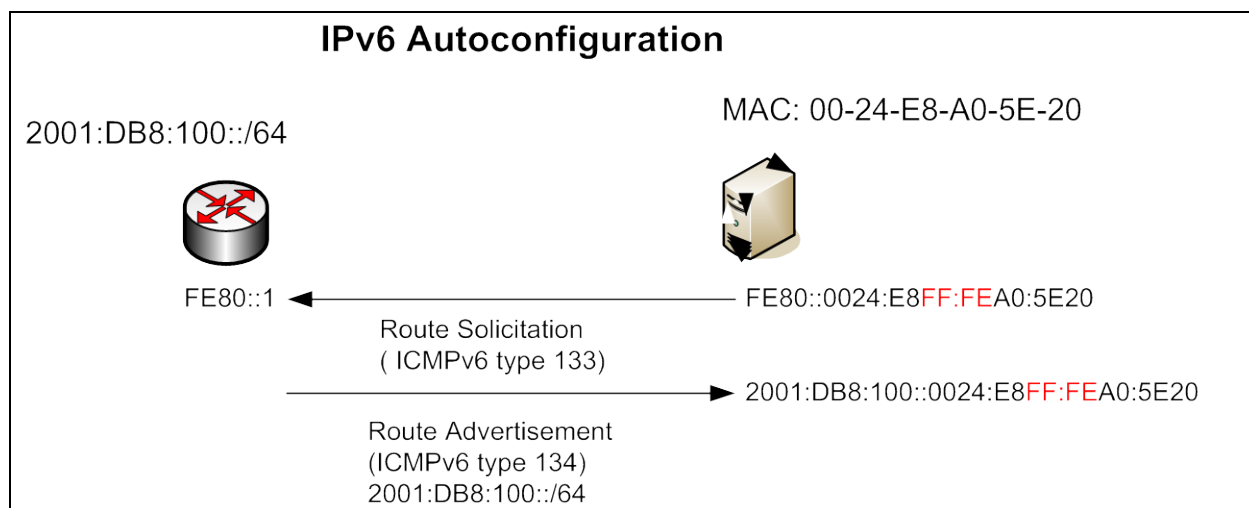 IPv6 Autoconfiguration
2001:DB8:100::/64
MAC: 00-24-E8-A0-5E-20
FE80::1
FE80::0024:E8FF:FEA0:5E20
Route Solicitation
( ICMPv6 type 133)
2001:DB8:100::0024:E8FF:FEA0:5E20
Route Advertisement
(ICMPv6 type 134)
2001:DB8:100::/64